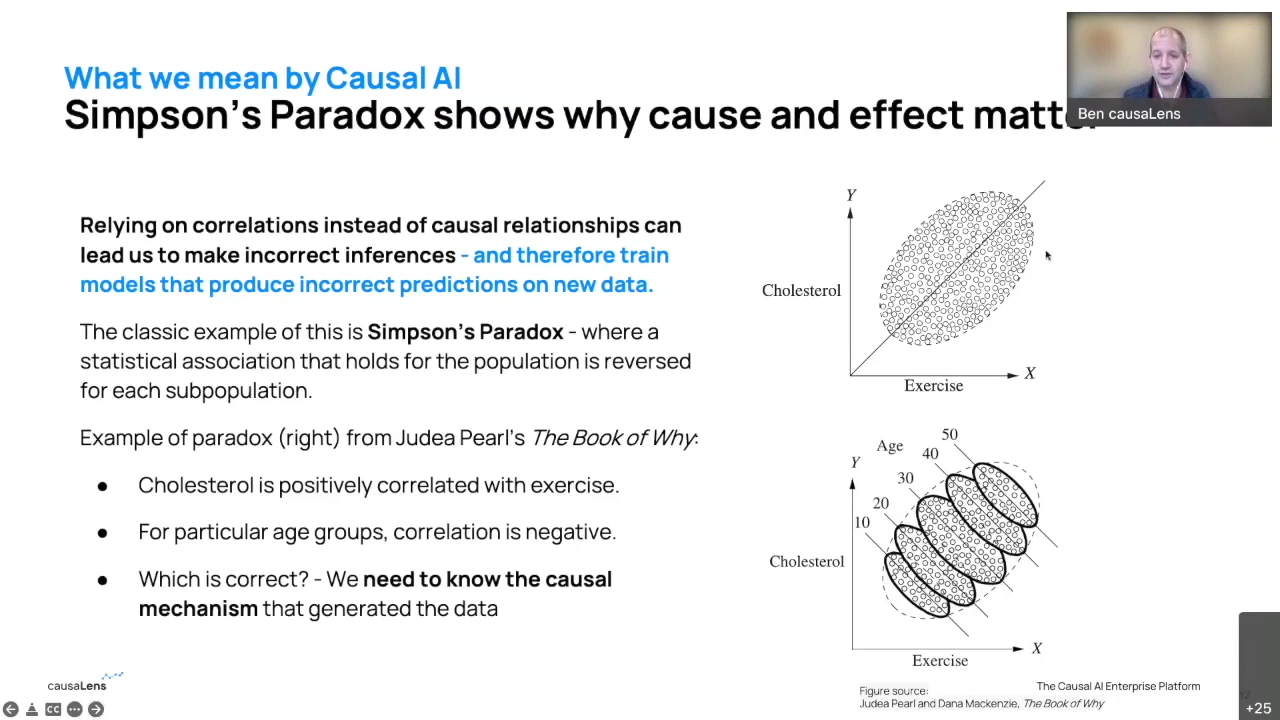 What we mean by Causal AI
Simpson's Paradox shows why cause and effect matte
Ben causaLens
Relying on correlations instead of causal relationships can
lead us to make incorrect inferences - and therefore train
models that produce incorrect predictions on new data.
The classic example of this is Simpson's Paradox - where a
statistical association that holds for the population is reversed
for each subpopulation.
Example of paradox (right) from Judea Pearl's The Book of Why:
● Cholesterol is positively correlated with exercise.
● For particular age groups, correlation is negative.
● Which is correct? - We need to know the causal
mechanism that generated the data
Y
Cholesterol
X
Exercise
Age
50
40
30
20
10
Y
Cholesterol
X
Exercise
Figure source:
Judea Pearl and Dana Mackenzie, The Book of Why
The Causal AI Enterprise Platform
causaLens
CC
+25